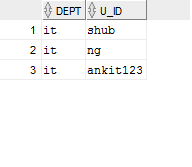 DEPT U_ID
1 it shub
2 it ng
3 it ankit123